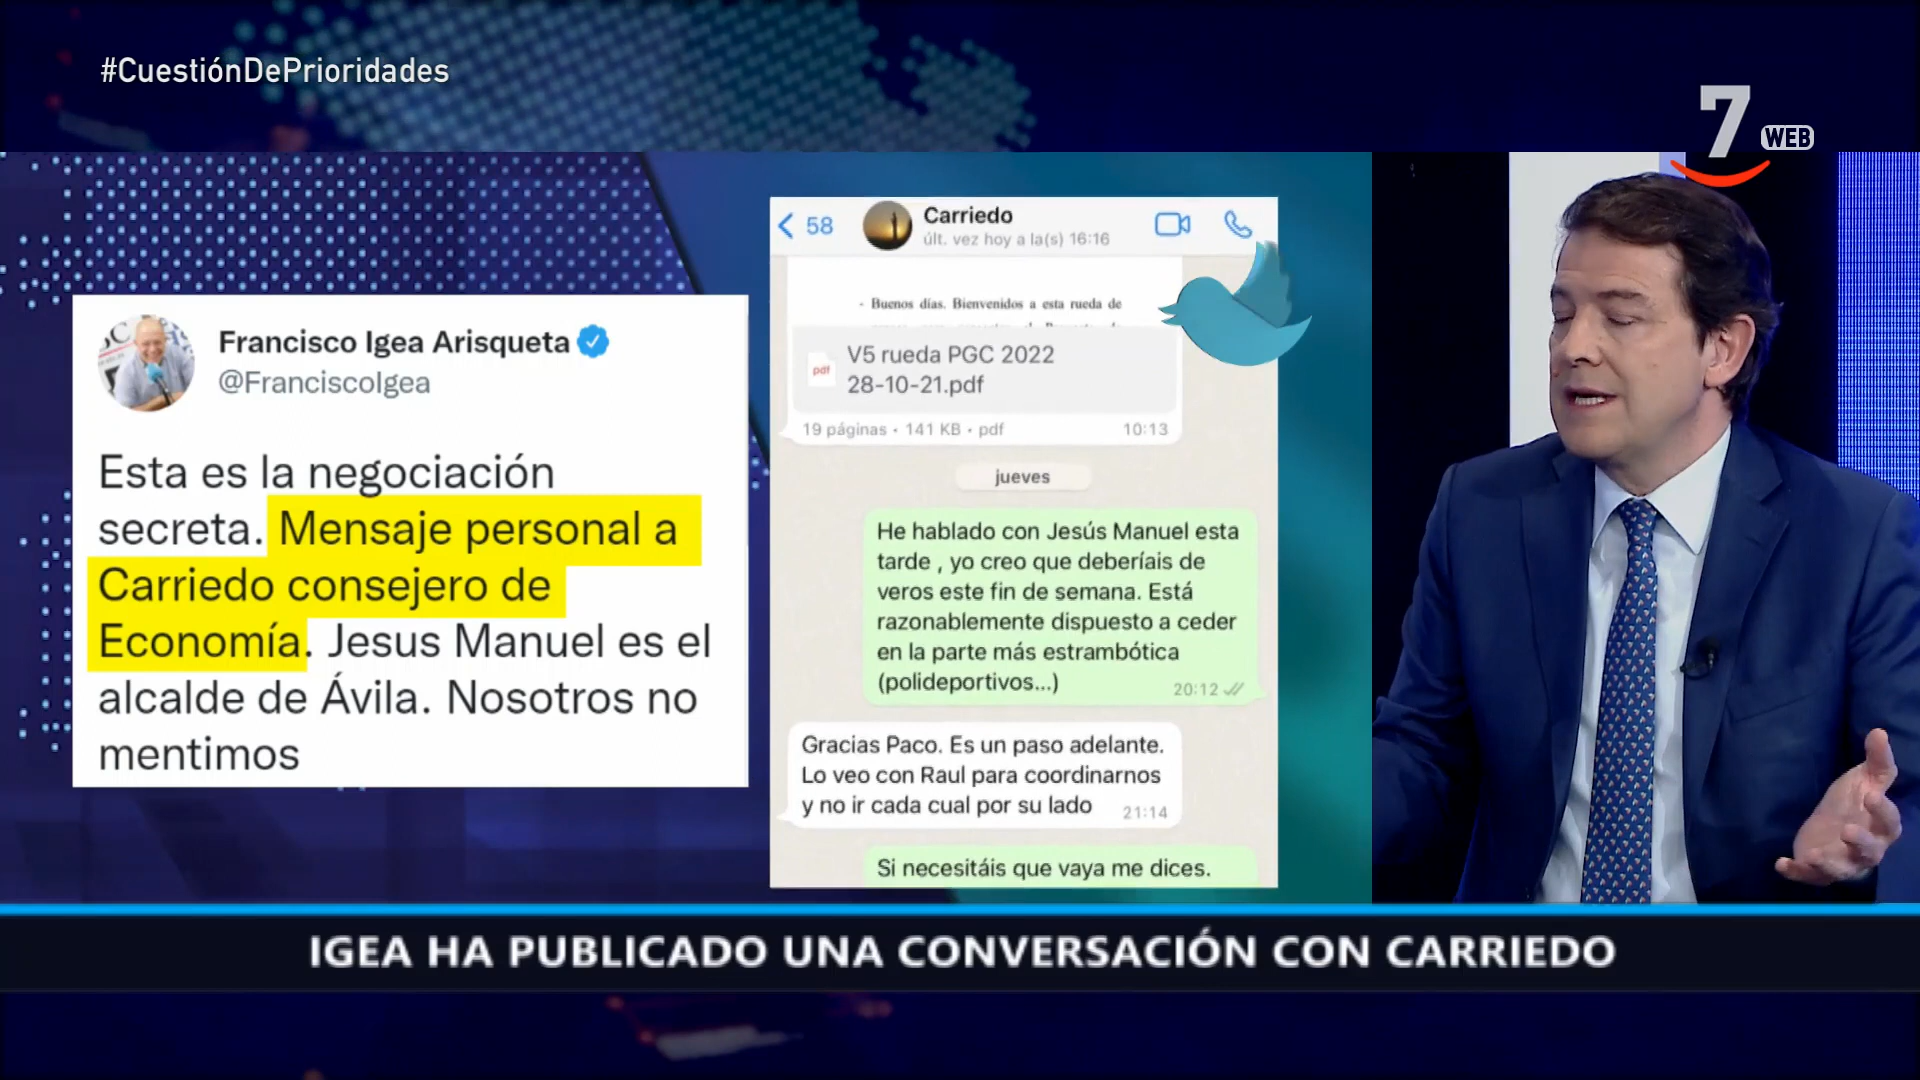 #CuestiónDePrioridades
7
WEB
Francisco Igea Arisqueta
@FranciscoIgea
Esta es la negociación
secreta. Mensaje personal a
Carriedo consejero de
Economía. Jesus Manuel es el
alcalde de Ávila. Nosotros no
mentimos
58
Carriedo
últ. vez hoy a la(s) 16:16
- Buenos días. Bienvenidos a esta rueda de
pdf
V5 rueda PGC 2022
28-10-21.pdf
19 páginas • 141 KB • pdf
10:13
jueves
He hablado con Jesús Manuel esta
tarde , yo creo que deberíais de
veros este fin de semana. Está
razonablemente dispuesto a ceder
en la parte más estrambótica
(polideportivos...)
20:12
Gracias Paco. Es un paso adelante.
Lo veo con Raul para coordinarnos
y no ir cada cual por su lado
21:14
Si necesitáis que vaya me dices.
IGEA HA PUBLICADO UNA CONVERSACIÓN CON CARRIEDO